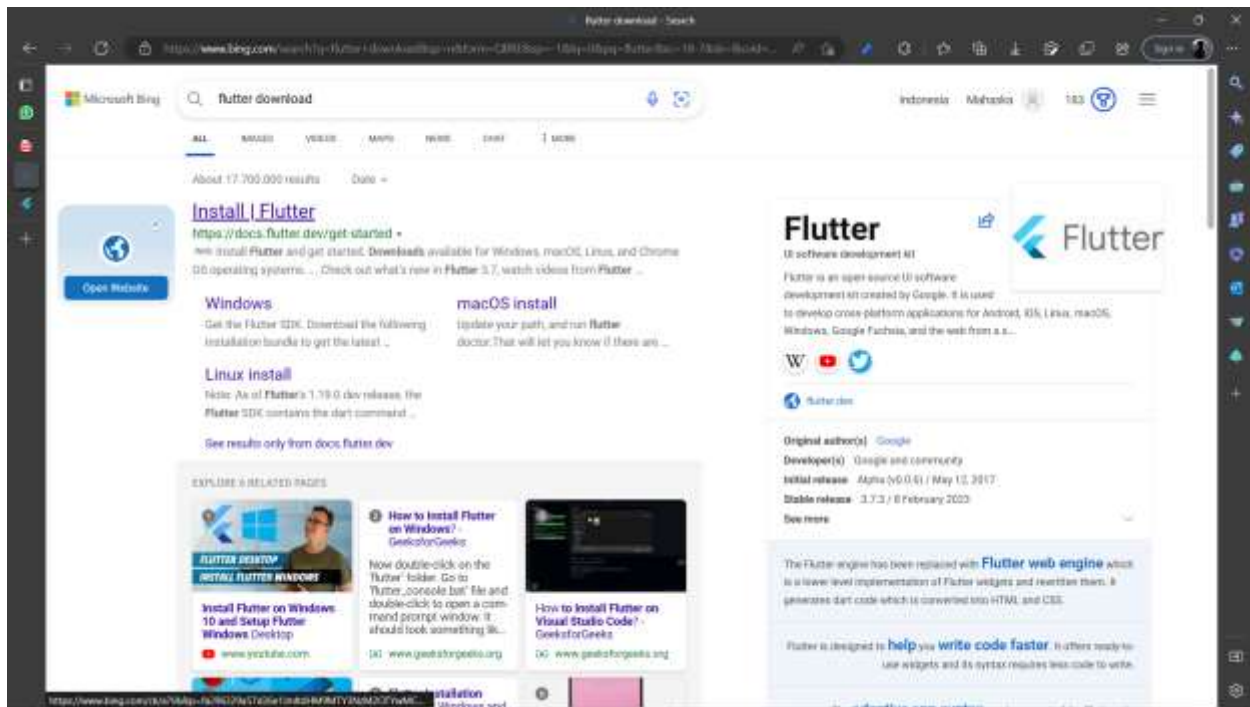 flutter download - Search
Sign in
Microsoft Bing
flutter download
Indonesia
Mahaska
183
ALL IMAGES VIDEOS MAPS NEWS CHAT MORE
About 17.700.000 results Date
Install | Flutter
https://docs.flutter.dev/get-started
Install Flutter and get started. Downloads available for Windows, macOS, Linux, and Chrome
OS operating systems. ... Check out what's new in Flutter 3.7, watch videos from Flutter ...
Open Website
Windows
Get the Flutter SDK. Download the following
installation bundle to get the latest ...
macOS install
Update your path, and run flutter
doctor. That will let you know if there are ...
Linux install
Note: As of Flutter's 1.19.0 dev release, the
Flutter SDK contains the dart command ...
See results only from docs.flutter.dev
EXPLORE 6 RELATED PAGES
FLUTTER DESKTOP
INSTALL FLUTTER WINDOWS
Install Flutter on Windows
10 and Setup Flutter
Windows Desktop
www.youtube.com
How to Install Flutter
on Windows? -
GeeksforGeeks
Now double-click on the
'flutter' folder. Go to
'flutter_console.bat' file and
double-click to open a com-
mand prompt window. It
should look something lik...
www.geeksforgeeks.org
How to Install Flutter on
Visual Studio Code? -
GeeksforGeeks
www.geeksforgeeks.org
Flutter
UI software development kit
Flutter
Flutter is an open-source UI software
development kit created by Google. It is used
to develop cross-platform applications for Android, iOS, Linux, macOS,
Windows, Google Fuchsia, and the web from a s...
W
flutter.dev
Original author(s) Google
Developer(s) Google and community
Initial release Alpha (v0.0.6) / May 12, 2017
Stable release 3.7.3 / 8 February 2023
See more
The Flutter engine has been replaced with Flutter web engine which
is a lower level implementation of Flutter widgets and rewritten them. It
generates dart code which is converted into HTML and CSS.
Flutter is designed to help you write code faster. It offers ready-to-
use widgets and its syntax requires less code to write.